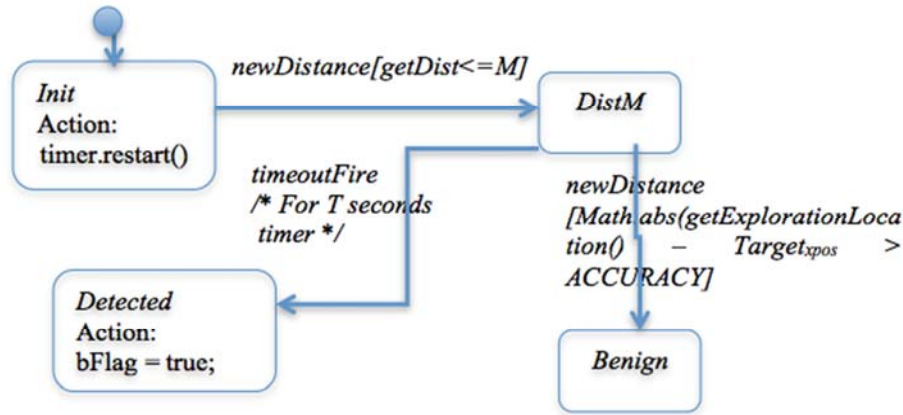 newDistance[getDist<=M]
Init
Action:
timer.restart()
DistM
timeoutFire
/* For T seconds
timer */
newDistance
[Math.abs(getExplorationLoca
tion() – Targetxpos >
ACCURACY]
Detected
Action:
bFlag = true;
Benign